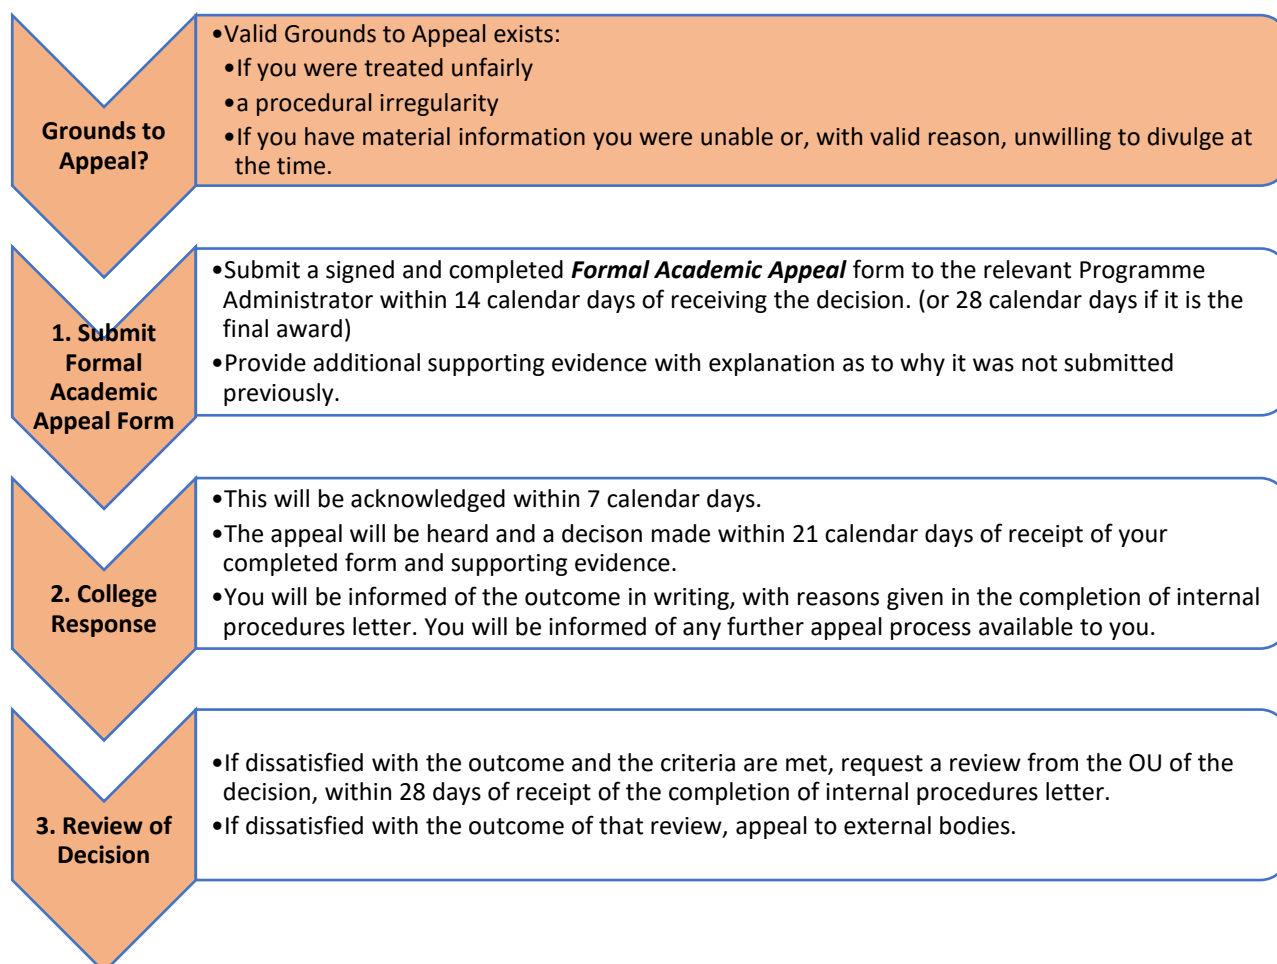 Grounds to
Appeal?
•Valid Grounds to Appeal exists:
•If you were treated unfairly
•a procedural irregularity
•If you have material information you were unable or, with valid reason, unwilling to divulge at
the time.
1. Submit
Formal
Academic
Appeal Form
•Submit a signed and completed Formal Academic Appeal form to the relevant Programme
Administrator within 14 calendar days of receiving the decision. (or 28 calendar days if it is the
final award)
•Provide additional supporting evidence with explanation as to why it was not submitted
previously.
2. College
Response
•This will be acknowledged within 7 calendar days.
•The appeal will be heard and a decison made within 21 calendar days of receipt of your
completed form and supporting evidence.
•You will be informed of the outcome in writing, with reasons given in the completion of internal
procedures letter. You will be informed of any further appeal process available to you.
3. Review of
Decision
•If dissatisfied with the outcome and the criteria are met, request a review from the OU of the
decision, within 28 days of receipt of the completion of internal procedures letter.
•If dissatisfied with the outcome of that review, appeal to external bodies.